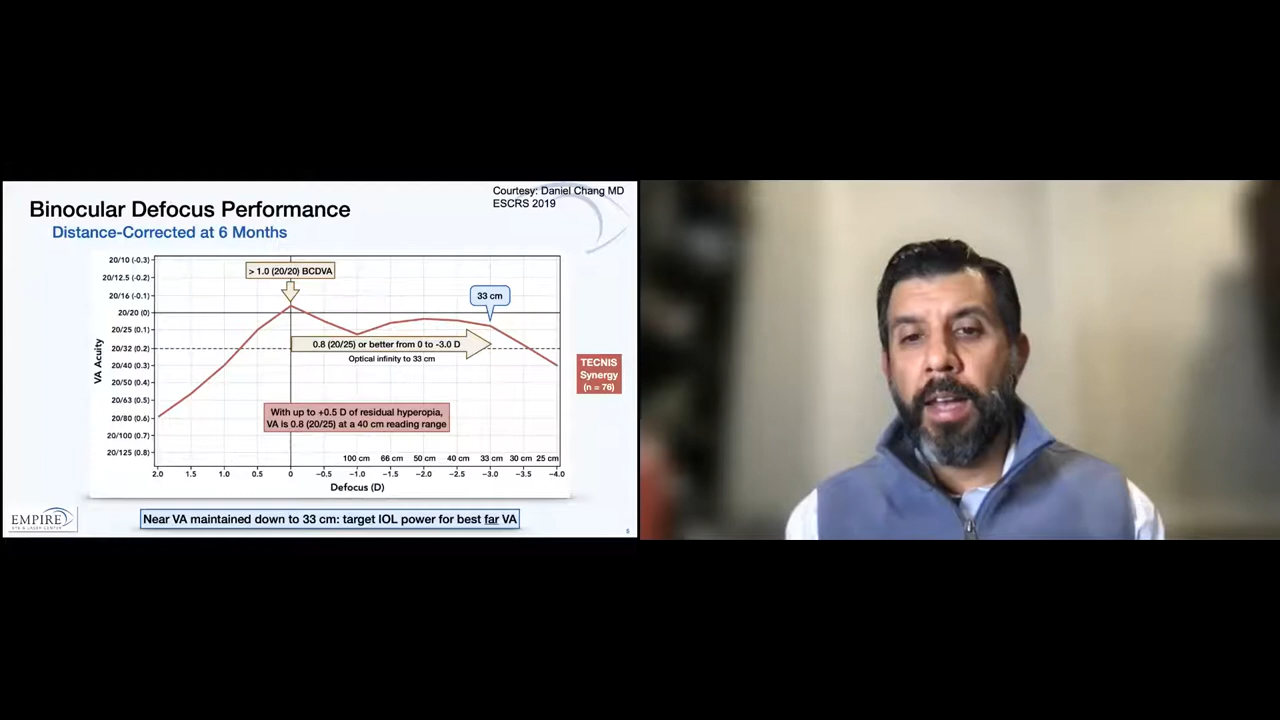 Courtesy: Daniel Chang MD
ESCRS 2019
Binocular Defocus Performance
Distance-Corrected at 6 Months
20/10 (-0.3)
20/12.5 (-0.2)
20/16 (-0.1)
20/20 (0)
20/25 (0.1)
20/32 (0.2)
20/40 (0.3)
20/50 (0.4)
20/63 (0.5)
20/80 (0.6)
20/100 (0.7)
20/125 (0.8)
VA Acuity
> 1.0 (20/20) BCDVA
33 cm
0.8 (20/25) or better from 0 to -3.0 D
Optical infinity to 33 cm
TECNIS
Synergy
(n = 76)
With up to +0.5 D of residual hyperopia,
VA is 0.8 (20/25) at a 40 cm reading range
100 cm 66 cm 50 cm 40 cm 33 cm 30 cm 25 cm
2.0 1.5 1.0 0.5 0 −0.5 −1.0 −1.5 −2.0 −2.5 −3.0 −3.5 −4.0
Defocus (D)
EMPIRE
EYE & LASER CENTER
Near VA maintained down to 33 cm: target IOL power for best far VA